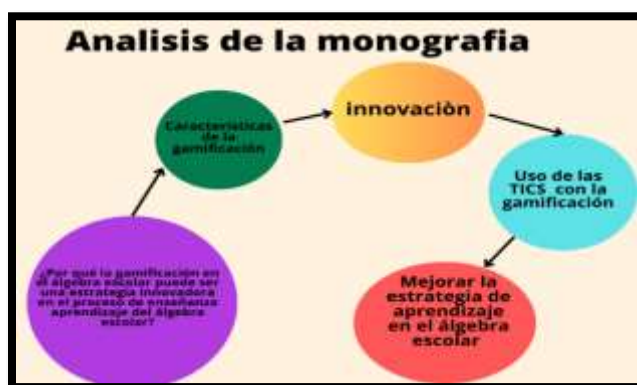 Analisis de la monografia
¿Por qué la gamificación en
el álgebra escolar puede ser
una estrategia innovadora
en el proceso de enseñanza
aprendizaje del álgebra
escolar?
Características
de la
gamificación
innovaciòn
Uso de las
TICS con la
gamificación
Mejorar la
estrategia de
aprendizaje
en el álgebra
escolar